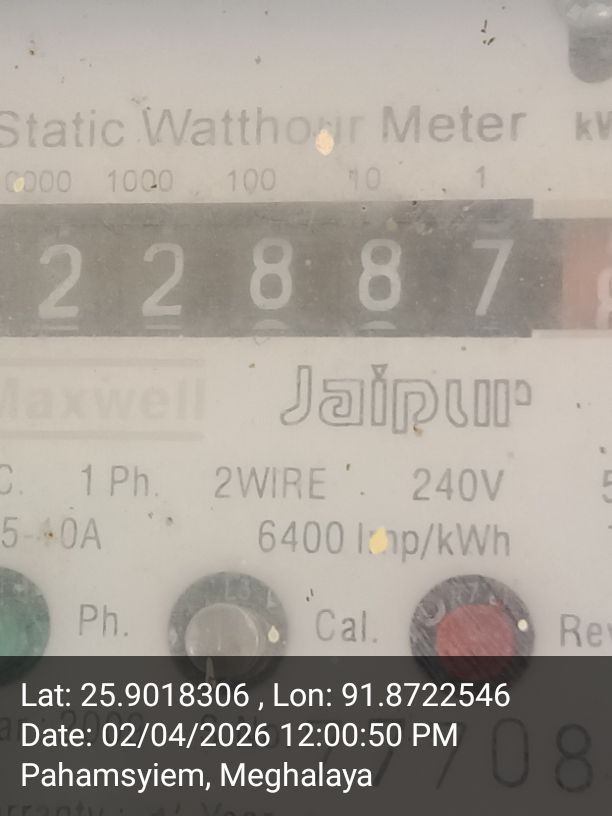 Static Watthour Meter
1000 100 10 1
2 2 8 8 7
Maxwell Jaipur
1 Ph. 2WIRE 240V
6400 Imp/kWh
Ph. Cal.
Lat: 25.9018306 , Lon: 91.8722546
Date: 02/04/2026 12:00:50 PM
Pahamsyiem, Meghalaya